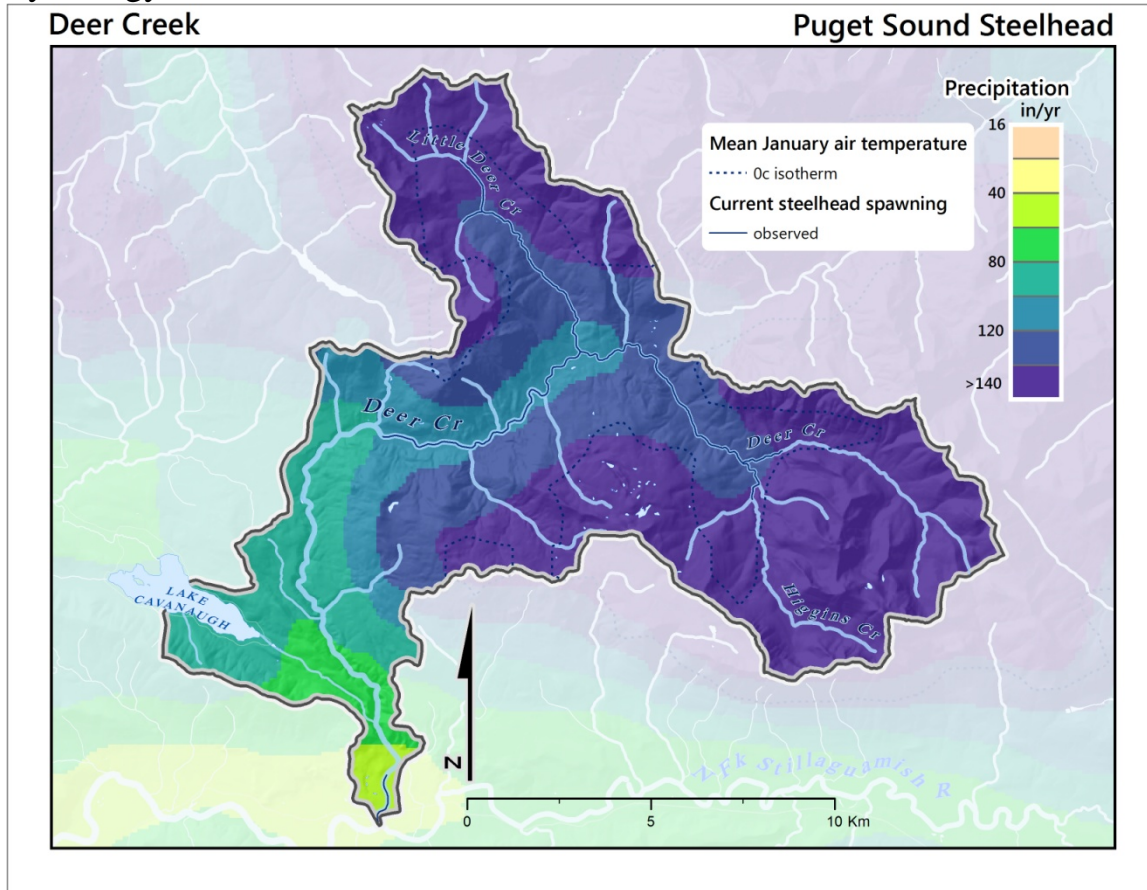 Deer Creek
Puget Sound Steelhead
Precipitation
in/yr
16
40
80
120
>140
Mean January air temperature
0c isotherm
Current steelhead spawning
observed
Little Deer Cr
Deer Cr
Deer Cr
Higgins Cr
LAKE
CAVANAUGH
N Fk Stillaguamish R
N
0
5
10 Km